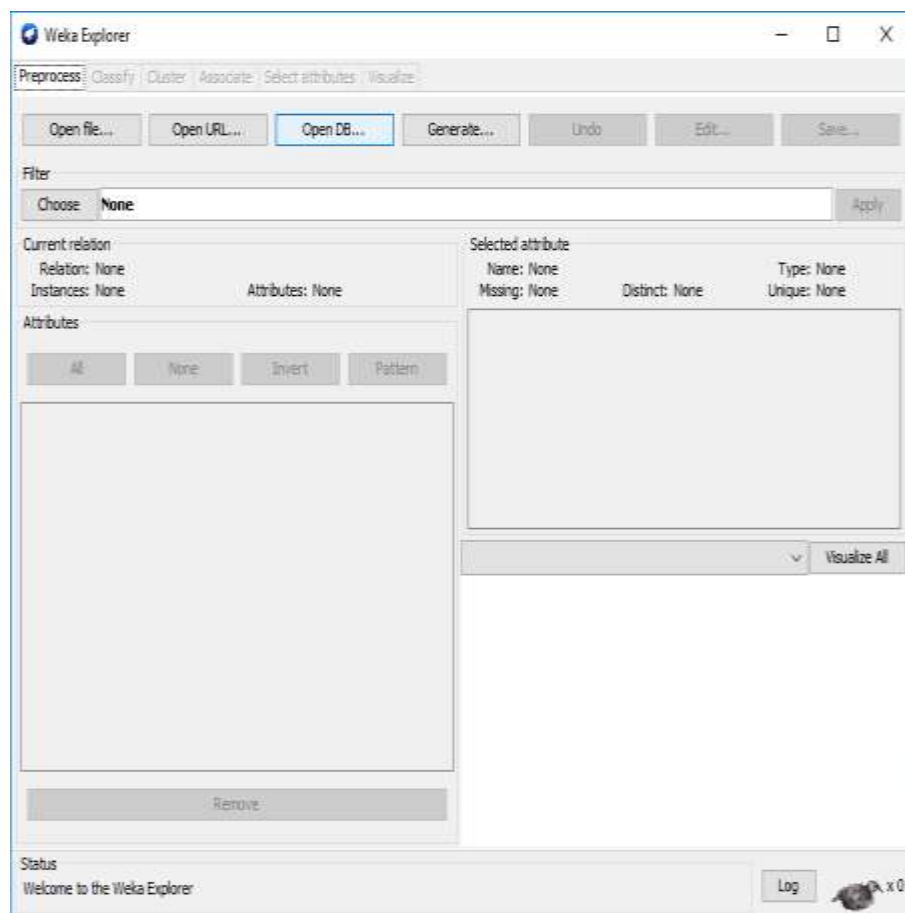 Weka Explorer
Preprocess Classify Cluster Associate Select attributes Visualize
Open file... Open URL... Open DB... Generate... Undo Edit... Save...
Filter
Choose None Apply
Current relation
Relation: None
Instances: None Attributes: None
Selected attribute
Name: None Type: None
Missing: None Distinct: None Unique: None
Attributes
All None Invert Pattern
Visualize All
Remove
Status
Welcome to the Weka Explorer
Log x 0